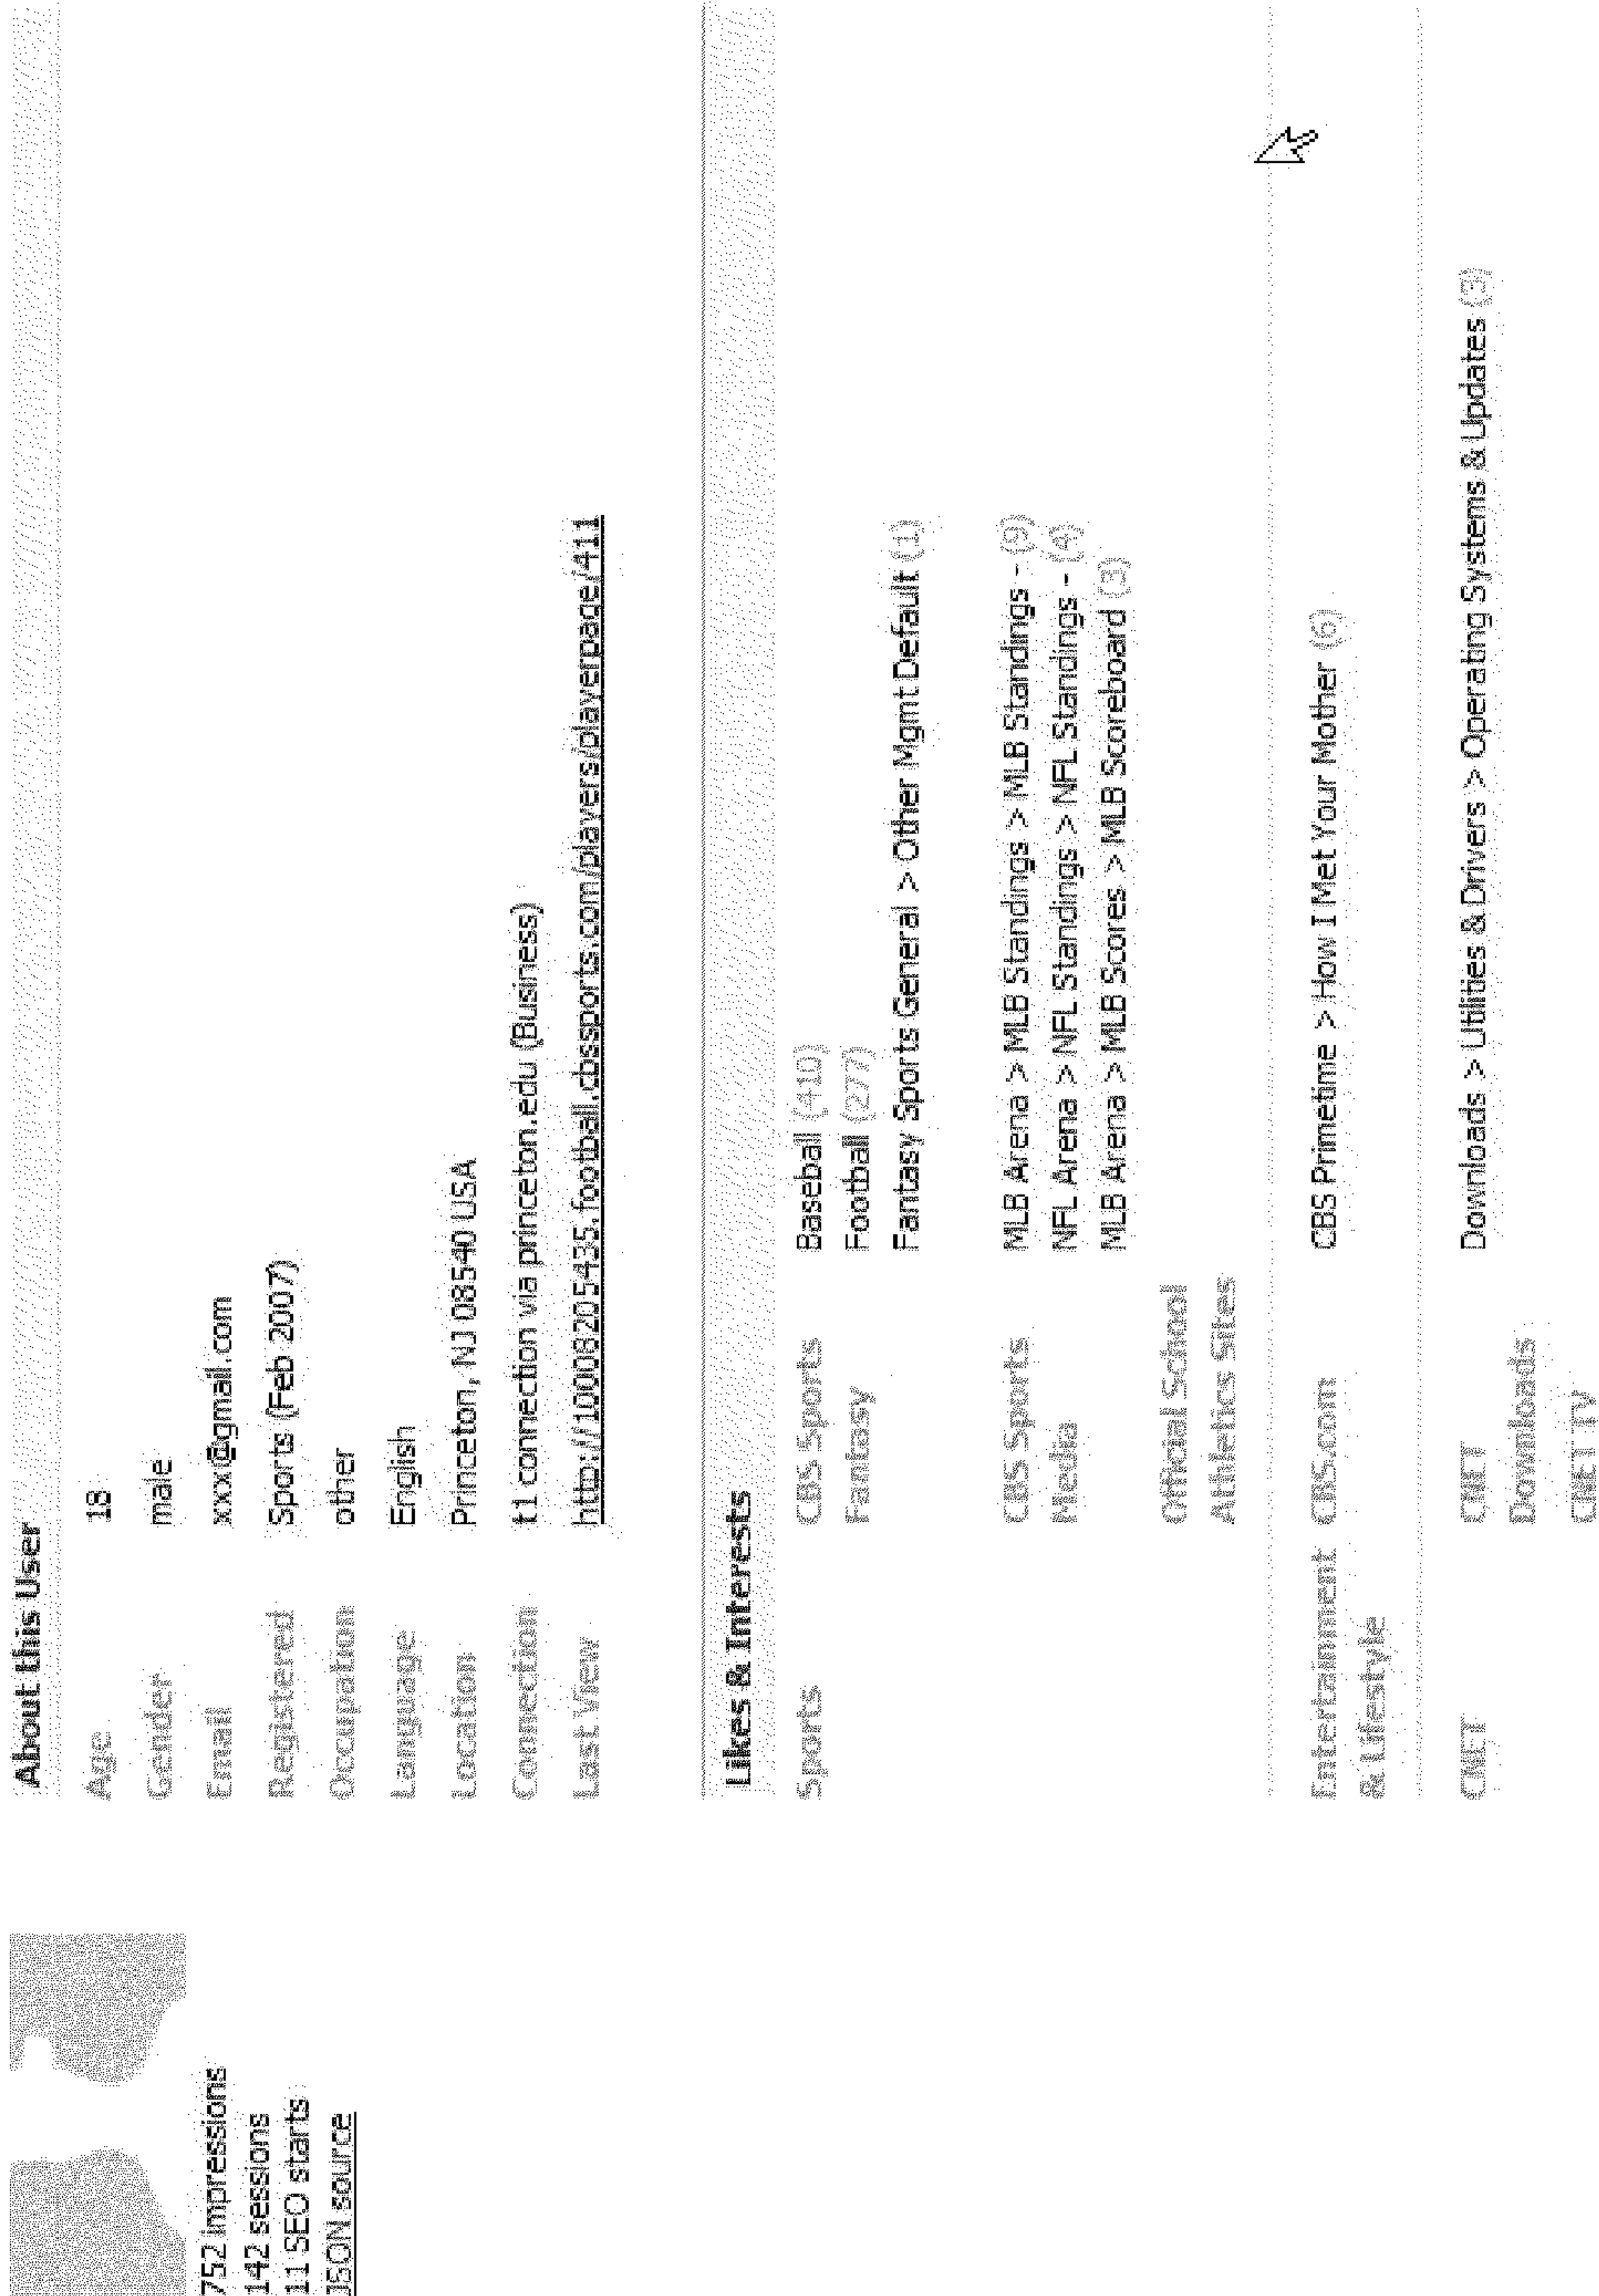 752 impressions
142 sessions
11 SEO starts
JSON source
About this User
Age 18
Gender male
Email xxx@gmail.com
Registered Sports (Feb 2007)
Occupation other
Language English
Location Princeton, NJ 08540 USA
Connection t1 connection via princeton.edu (Business)
Last View http://10008205435.football.cbssports.com/players/playerpage/411
Likes & Interests
Sports CBS Sports Baseball (410)
Fantasy Football (277)
Fantasy Sports General > Other Mgmt Default (1)
CBS Sports MLB Arena > MLB Standings > MLB Standings - (9)
Media NFL Arena > NFL Standings > NFL Standings - (4)
MLB Arena > MLB Scores > MLB Scoreboard (3)
Official School
Athletics Sites
Entertainment CBS.com CBS Primetime > How I Met Your Mother (6)
& Lifestyle
CNET CNET Downloads > Utilities & Drivers > Operating Systems & Updates (3)
Downloads
CNET TV